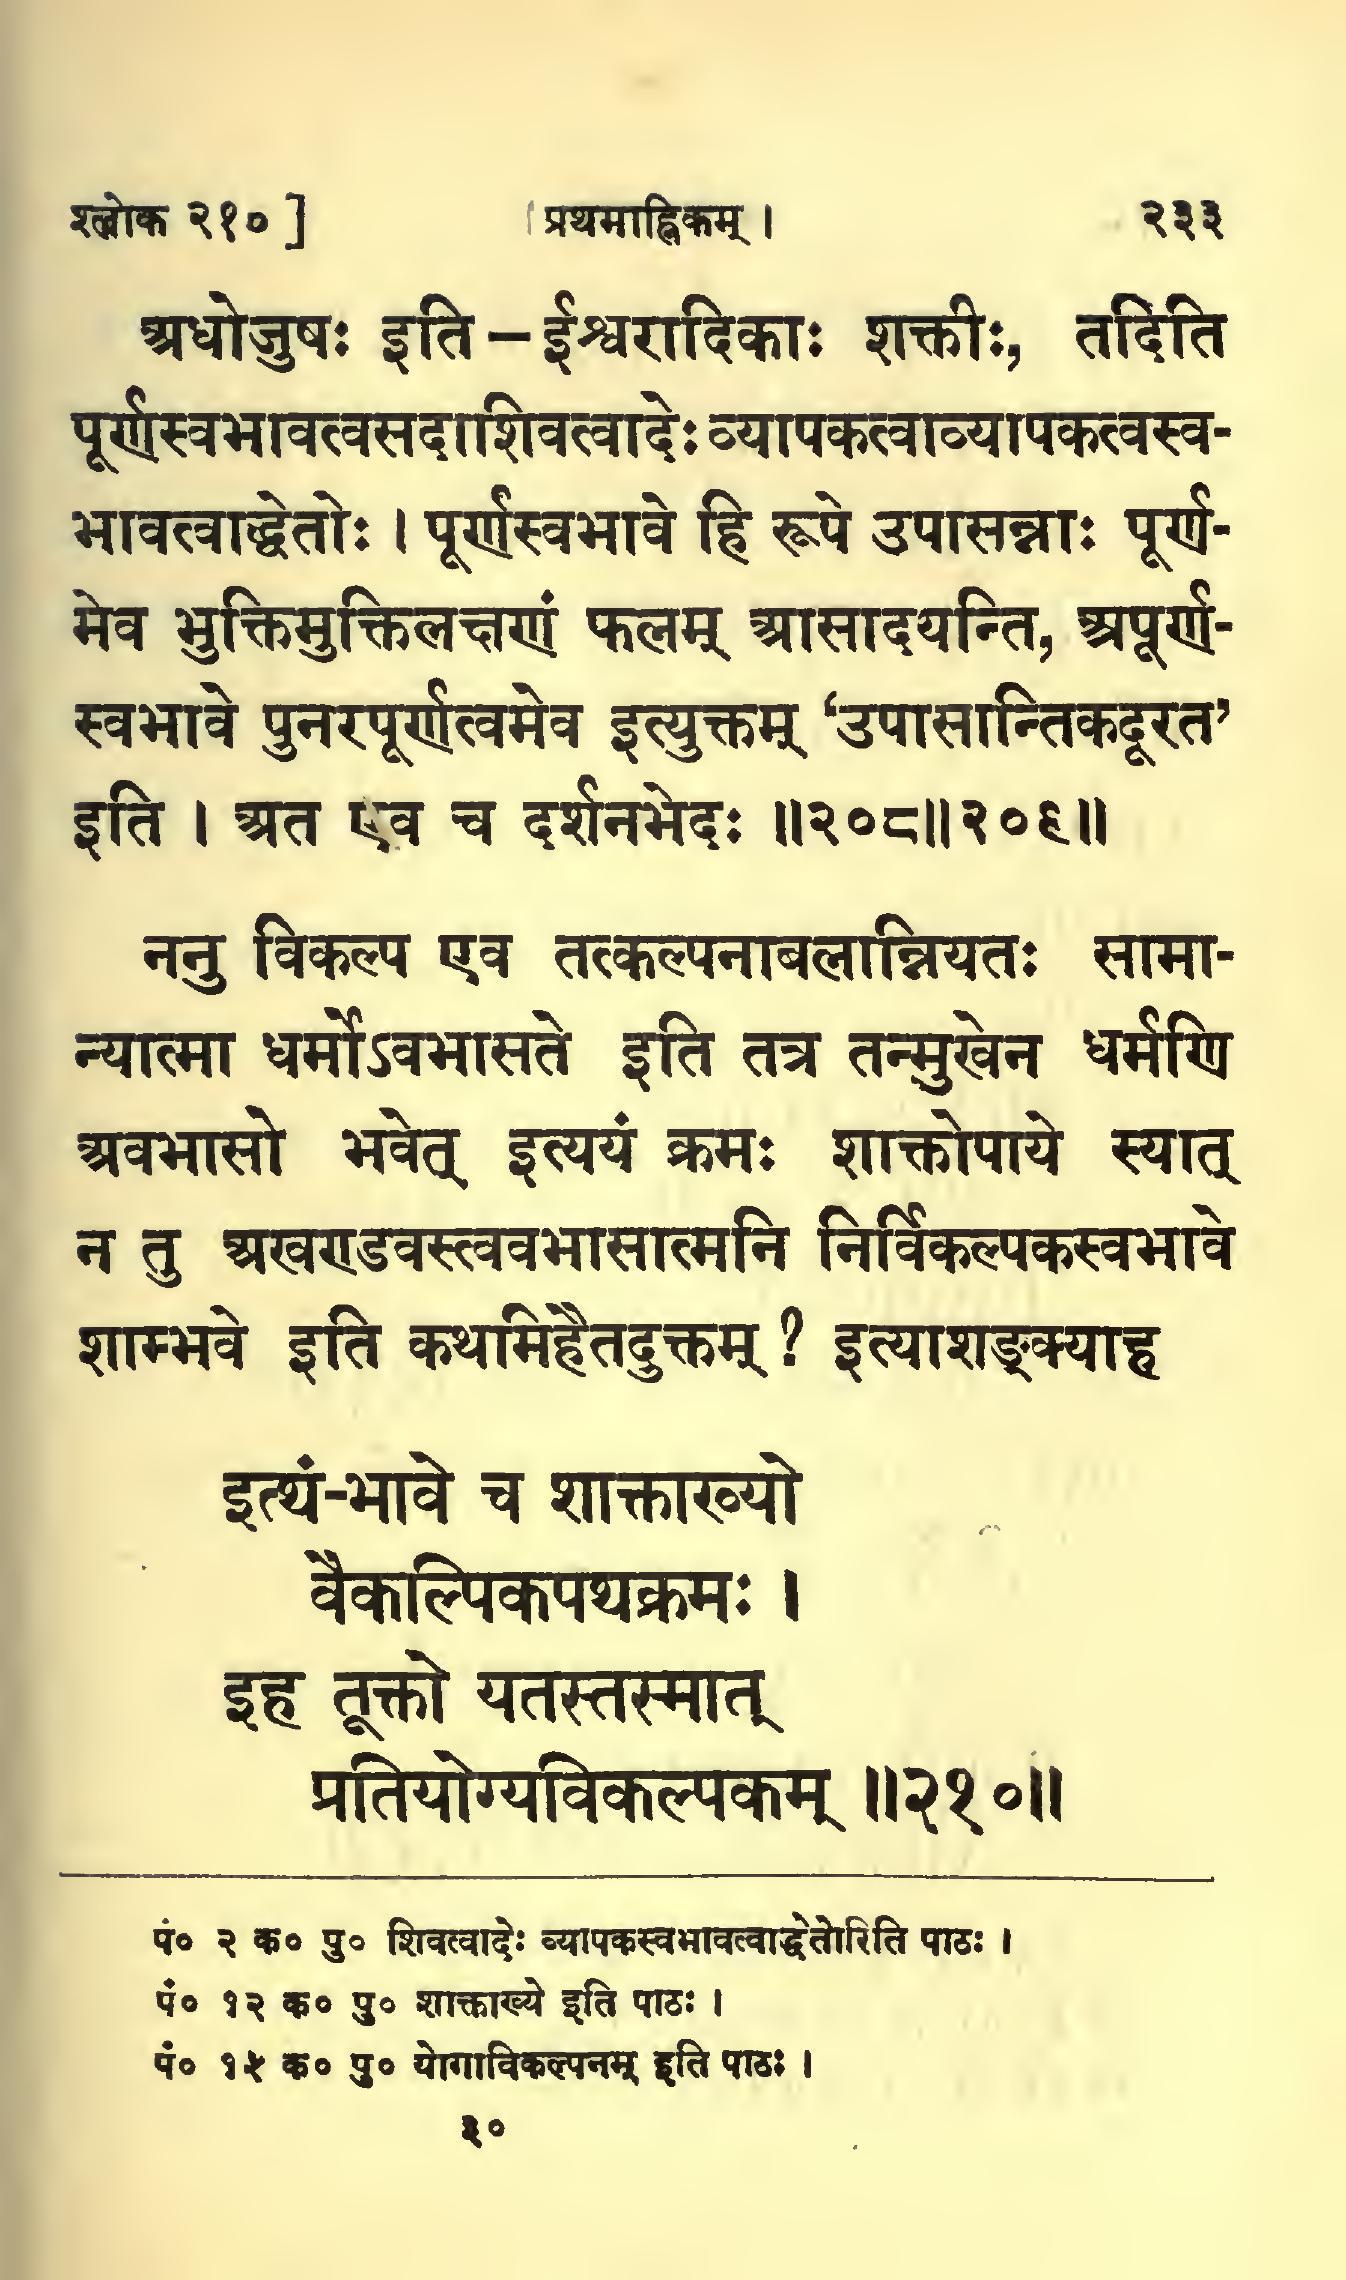 श्लोक २१० ] प्रथमाह्निकम् । २३३
अधोजुषः इति – ईश्वरादिकाः शक्तीः, तदिति
पूर्णस्वभावत्वसदाशिवत्वादेः व्यापकत्वाव्यापकत्वस्व-
भावत्वाद्धेतोः । पूर्णस्वभावे हि रूपे उपासन्नाः पूर्ण-
मेव भुक्तिमुक्तिलक्षणं फलम् आसादयन्ति, अपूर्ण-
स्वभावे पुनरपूर्णत्वमेव इत्युक्तम् ‘उपासान्तिकदूरत’
इति । अत एव च दर्शनभेदः ॥२०८॥२०९॥
ननु विकल्प एव तत्कल्पनाबलान्नियतः सामा-
न्यात्मा धर्मोऽवभासते इति तत्र तन्मुखेन धर्मणि
अवभासो भवेत् इत्ययं क्रमः शाक्तोपाये स्यात्
न तु अखण्डवस्त्ववभासात्मनि निर्विकल्पकस्वभावे
शाम्भवे इति कथमिहैतदुक्तम् ? इत्याशङ्क्याह
इत्थं-भावे च शाक्ताख्यो
वैकल्पिकपथक्रमः ।
इह तूक्तो यतस्तस्मात्
प्रतियोग्यविकल्पकम् ॥२१०॥
पं० २ क० पु० शिवत्वादेः व्यापकस्वभावत्वाद्धेतोरिति पाठः ।
पं० १२ क० पु० शाक्ताख्ये इति पाठः ।
पं० १५ क० पु० योगाविकल्पनम् इति पाठः ।
३०